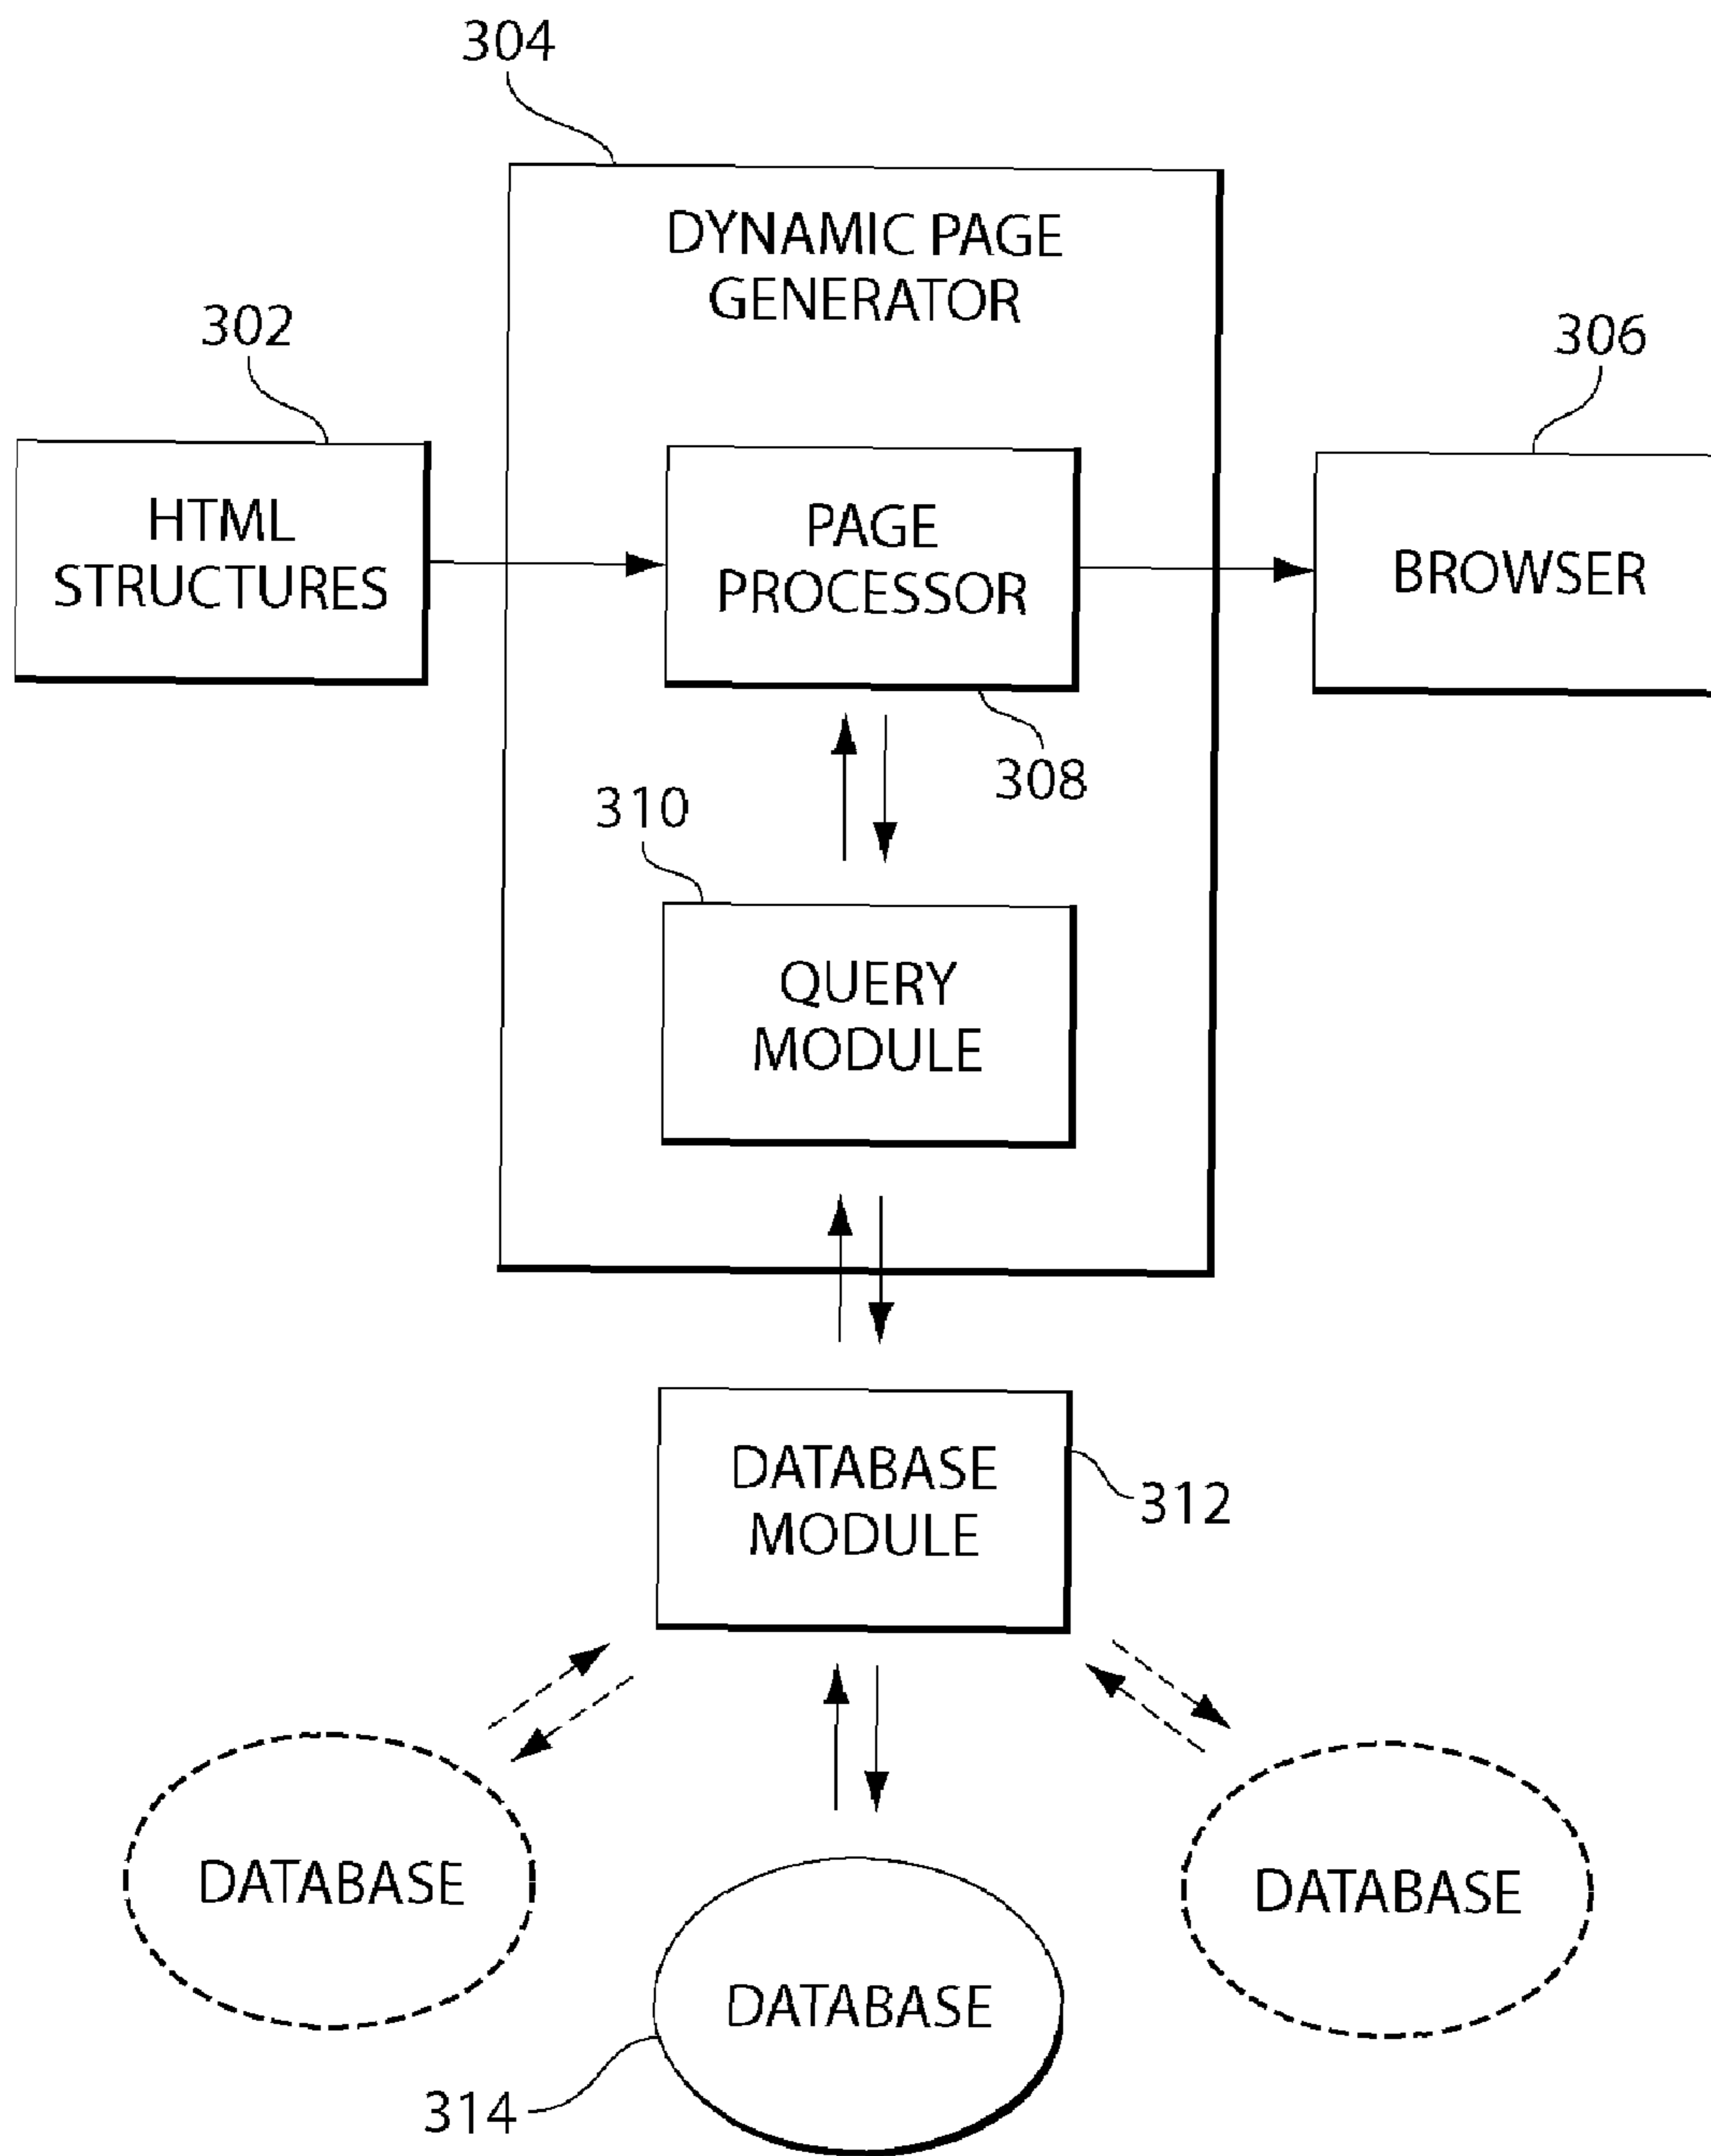 304
DYNAMIC PAGE
GENERATOR
302
306
HTML
STRUCTURES
PAGE
PROCESSOR
BROWSER
308
310
QUERY
MODULE
DATABASE
MODULE
312
DATABASE
DATABASE
DATABASE
314